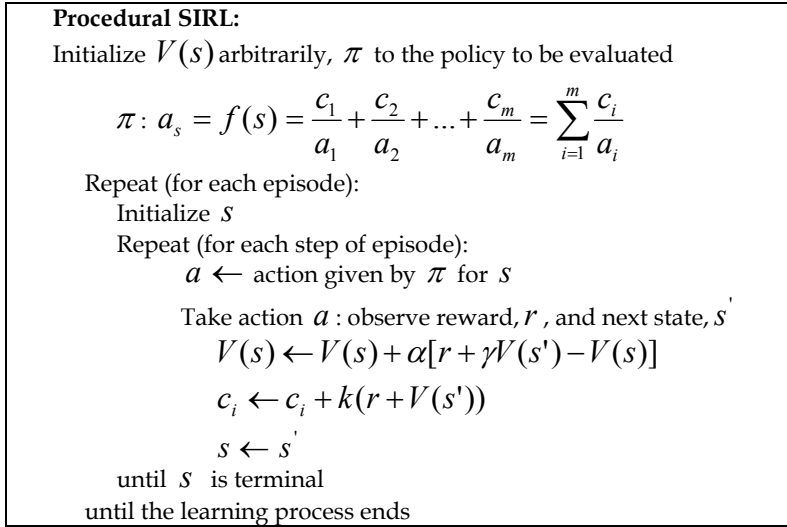 Procedural SIRL:
Initialize V(s) arbitrarily, π to the policy to be evaluated
π: a_s = f(s) = c_1/a_1 + c_2/a_2 + ... + c_m/a_m = ∑_{i=1}^{m} c_i/a_i
Repeat (for each episode):
Initialize s
Repeat (for each step of episode):
a ← action given by π for s
Take action a : observe reward, r , and next state, s'
V(s) ← V(s) + α[r + γV(s') − V(s)]
c_i ← c_i + k(r + V(s'))
s ← s'
until s is terminal
until the learning process ends